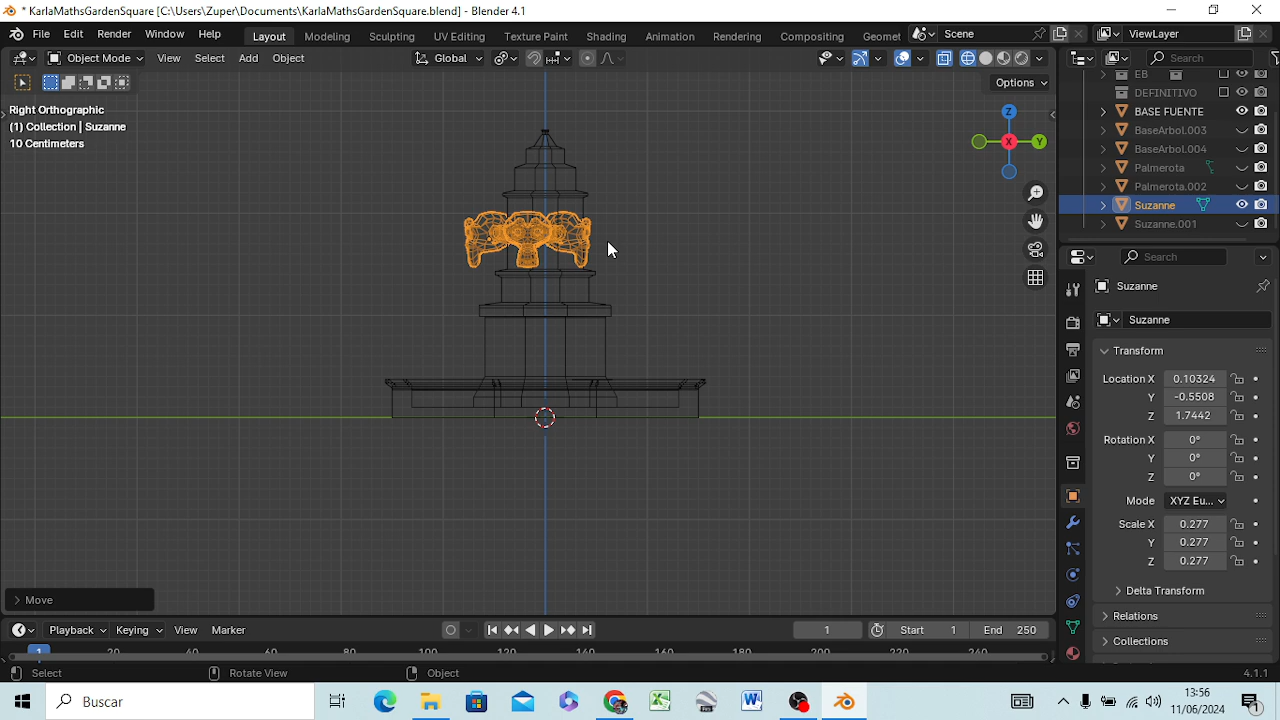 * KarlaMathsGardenSquare [C:\Users\Zuper\Documents\KarlaMathsGardenSquare.blend] - Blender 4.1
File Edit Render Window Help Layout Modeling Sculpting UV Editing Texture Paint Shading Animation Rendering Compositing Geomet Scene ViewLayer
Object Mode View Select Add Object Global Search
Options
Right Orthographic
(1) Collection | Suzanne
10 Centimeters
Z
X
Y
EB
DEFINITIVO
BASE FUENTE
BaseArbol.003
BaseArbol.004
Palmerota
Palmerota.002
Suzanne
Suzanne.001
Search
Suzanne
Suzanne
Transform
Location X 0.10324
Y -0.5508
Z 1.7442
Rotation X 0°
Y 0°
Z 0°
Mode XYZ Eu...
Scale X 0.277
Y 0.277
Z 0.277
Delta Transform
Relations
Collections
Move
Playback Keying View Marker 1 Start 1 End 250
1 20 40 60 80 100 120 140 160 180 200 220 240
Select Rotate View Object 4.1.1
Buscar
3:56
11/06/2024
1